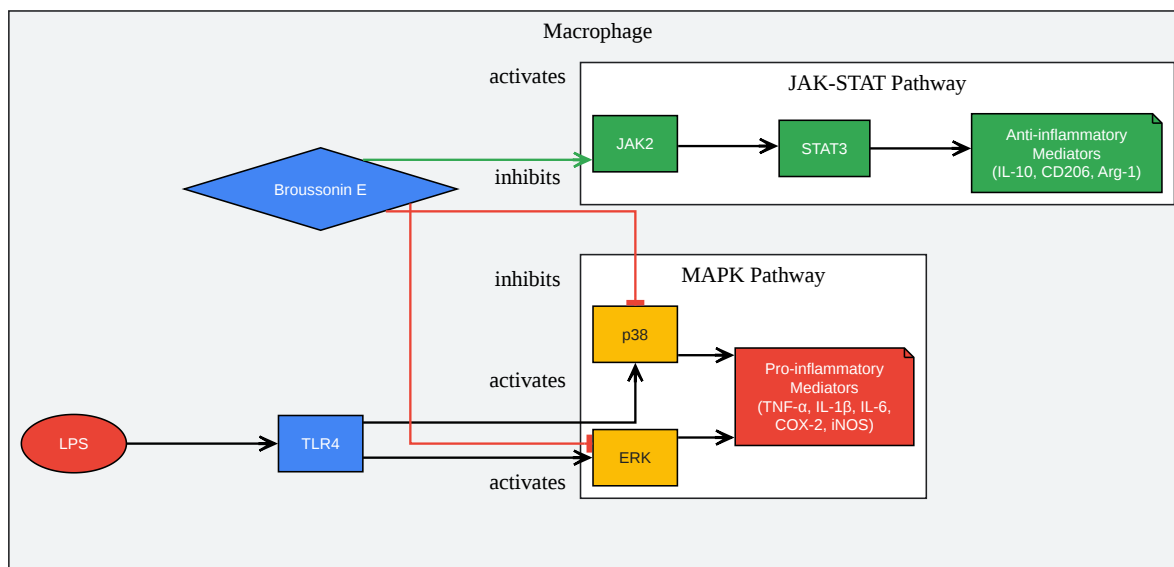 Macrophage
activates
JAK-STAT Pathway
JAK2
STAT3
Anti-inflammatory
Mediators
(IL-10, CD206, Arg-1)
Broussonin E
inhibits
inhibits
MAPK Pathway
p38
activates
Pro-inflammatory
Mediators
(TNF-α, IL-1β, IL-6,
COX-2, iNOS)
LPS
TLR4
ERK
activates